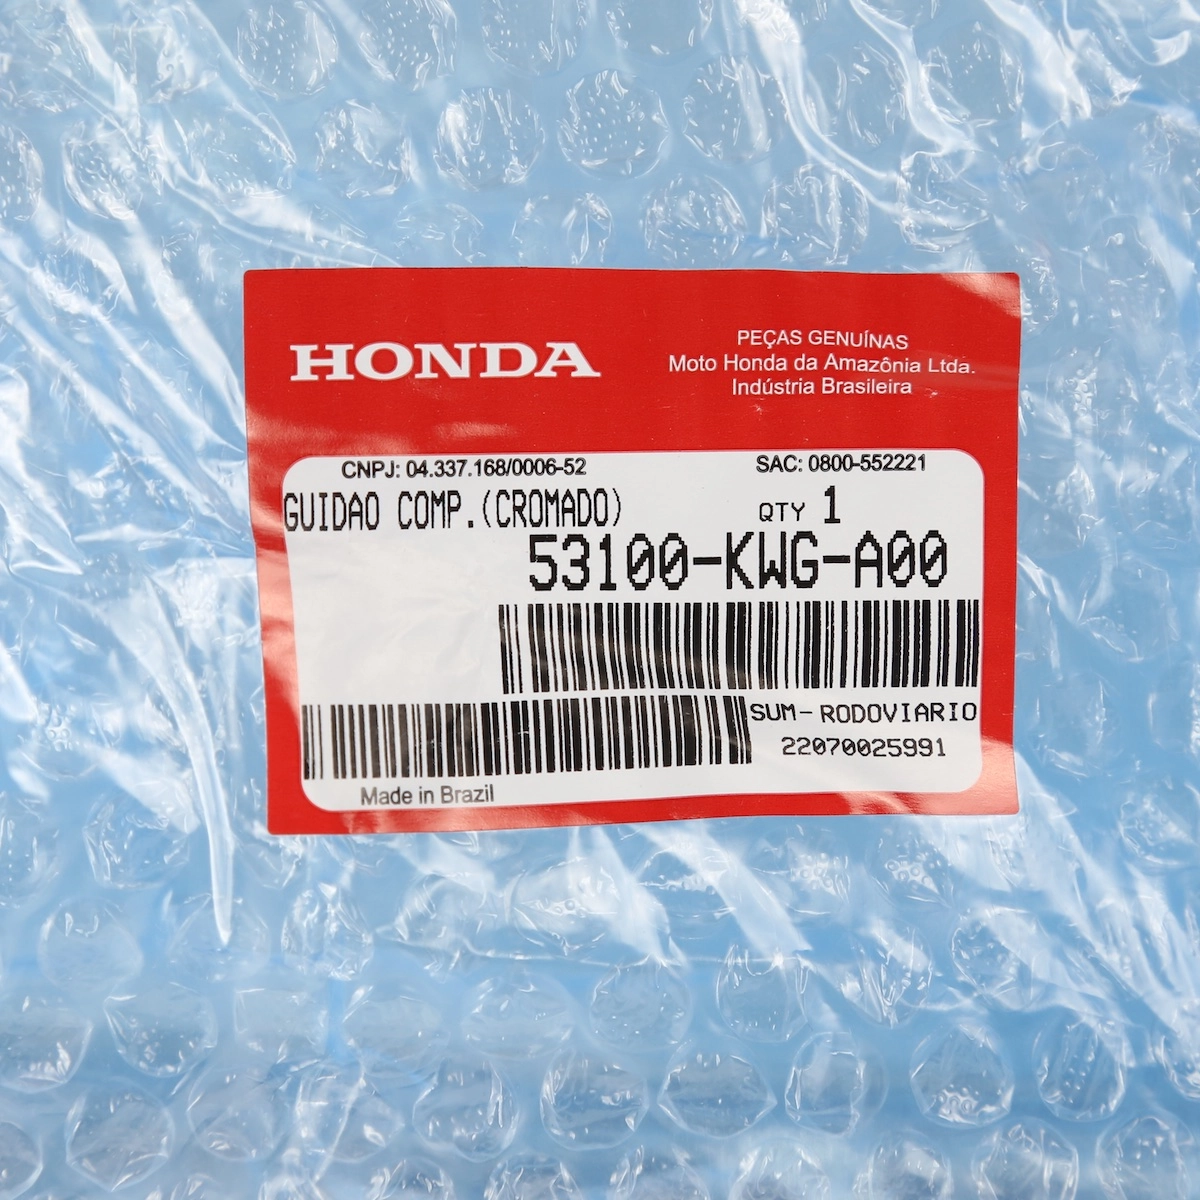 HONDA
PEÇAS GENUÍNAS
Moto Honda da Amazônia Ltda.
Indústria Brasileira
CNPJ: 04.337.168/0006-52
SAC: 0800-552221
GUIDAO COMP.(CROMADO)
QTY 1
53100-KWG-A00
SUM-RODOVIARIO
22070025991
Made in Brazil